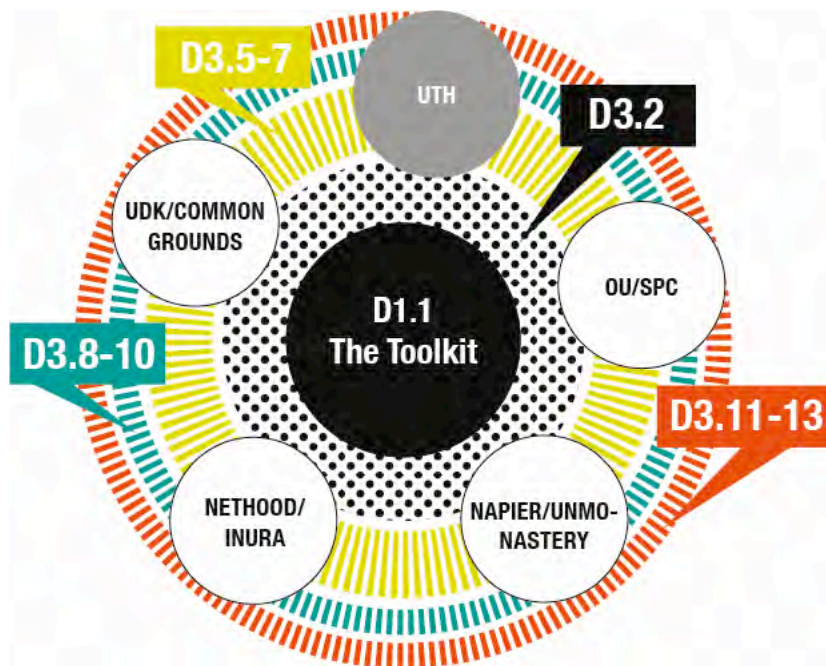 D3.5-7
UTH
D3.2
UDK/COMMON
GROUNDS
OU/SPC
D1.1
The Toolkit
D3.8-10
D3.11-13
NETHOOD/
INURA
NAPIER/UNMO-
NASTERY